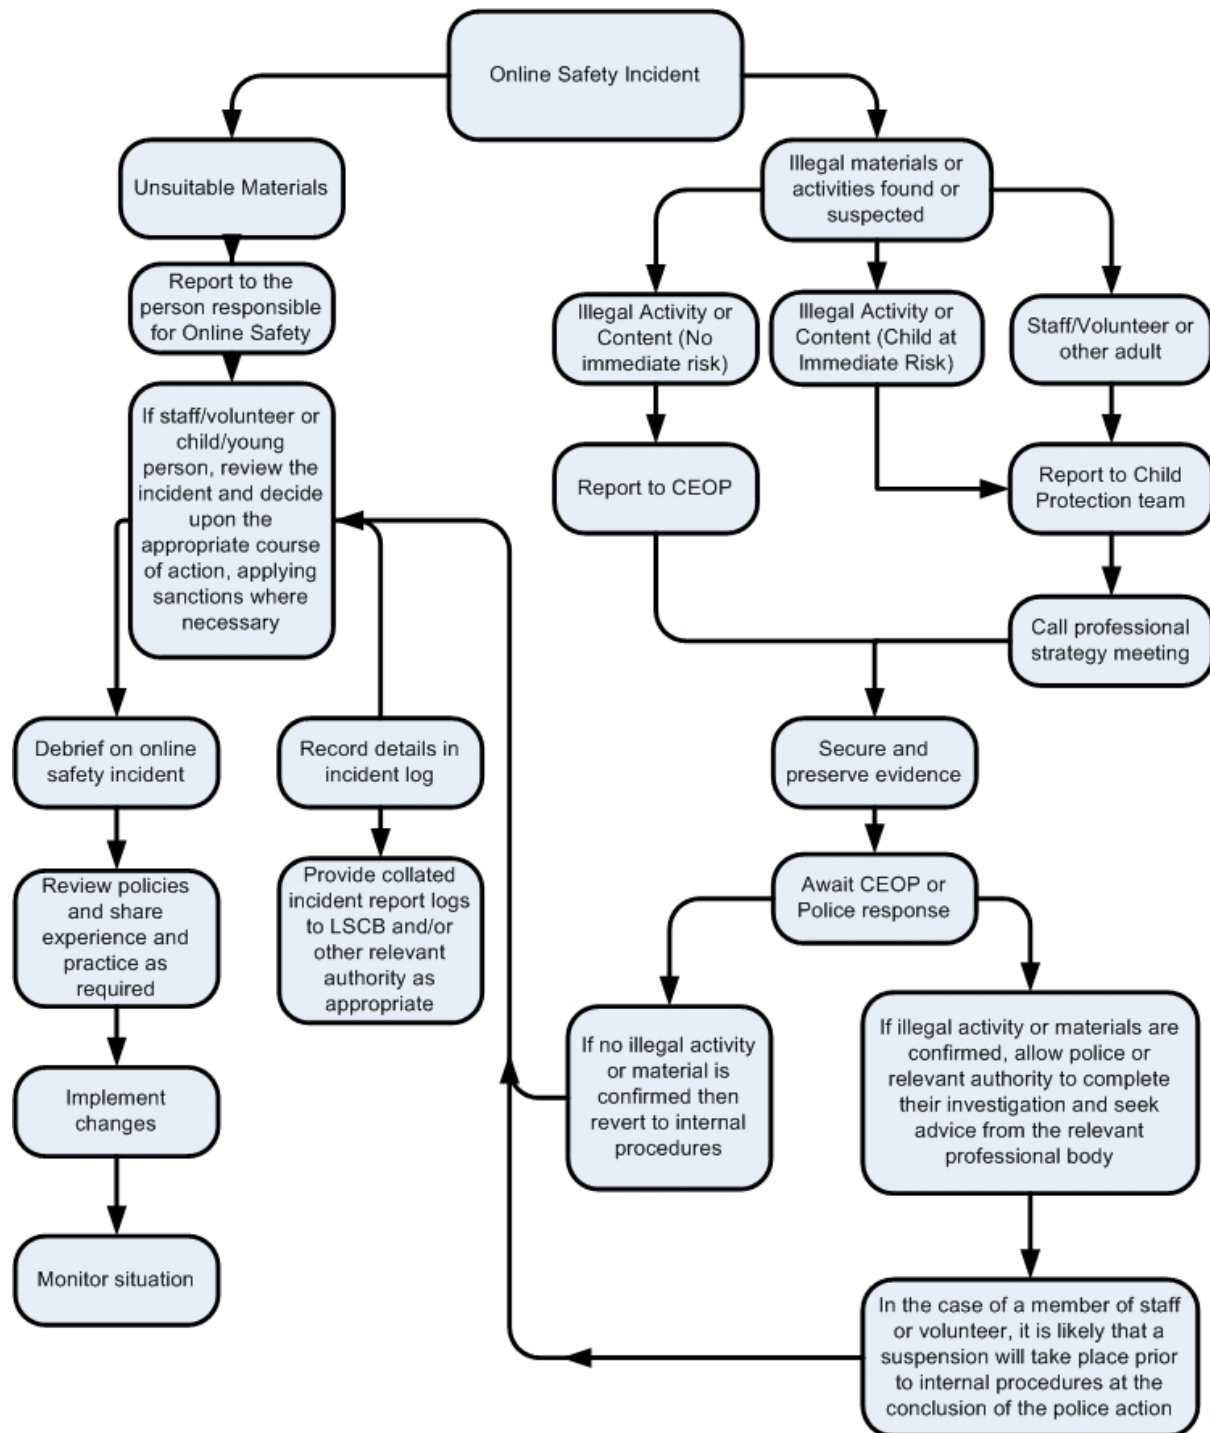 Online Safety Incident
Unsuitable Materials
Report to the
person responsible
for Online Safety
If staff/volunteer or
child/young
person, review the
incident and decide
upon the
appropriate course
of action, applying
sanctions where
necessary
Debrief on online
safety incident
Review policies
and share
experience and
practice as
required
Implement
changes
Monitor situation
Record details in
incident log
Provide collated
incident report logs
to LSCB and/or
other relevant
authority as
appropriate
Illegal materials or
activities found or
suspected
Illegal Activity or
Content (No
immediate risk)
Illegal Activity or
Content (Child at
Immediate Risk)
Staff/Volunteer or
other adult
Report to CEOP
Report to Child
Protection team
Call professional
strategy meeting
Secure and
preserve evidence
Await CEOP or
Police response
If no illegal activity
or material is
confirmed then
revert to internal
procedures
If illegal activity or materials are
confirmed, allow police or
relevant authority to complete
their investigation and seek
advice from the relevant
professional body
In the case of a member of staff
or volunteer, it is likely that a
suspension will take place prior
to internal procedures at the
conclusion of the police action